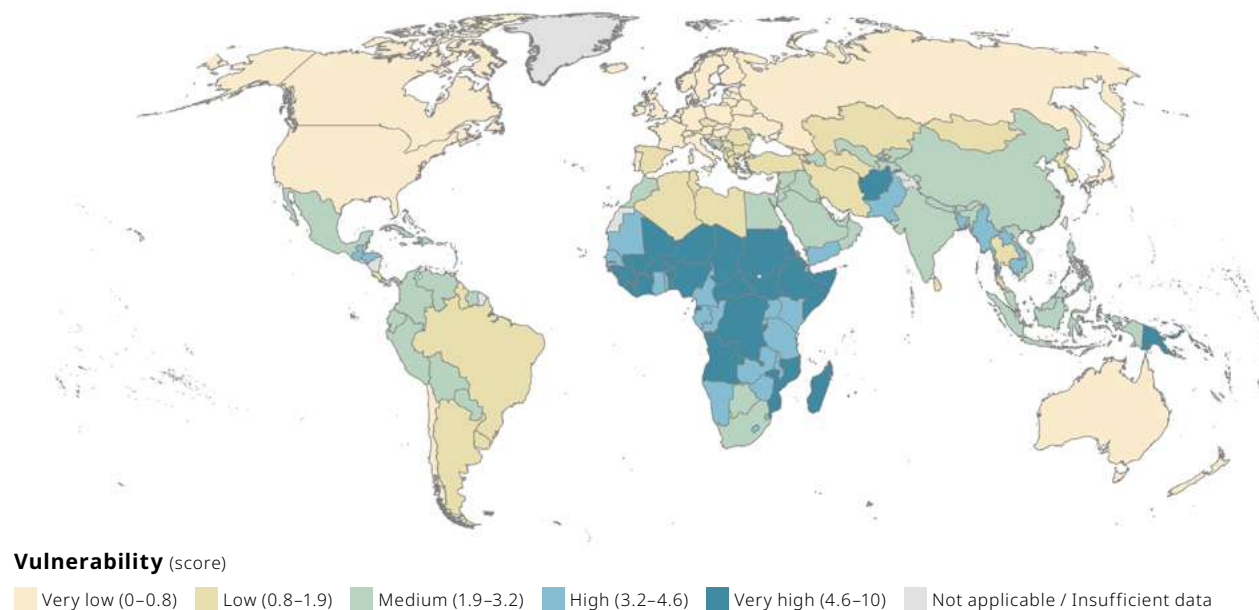 Vulnerability (score)
Very low (0–0.8) Low (0.8–1.9) Medium (1.9–3.2) High (3.2–4.6) Very high (4.6–10) Not applicable / Insufficient data